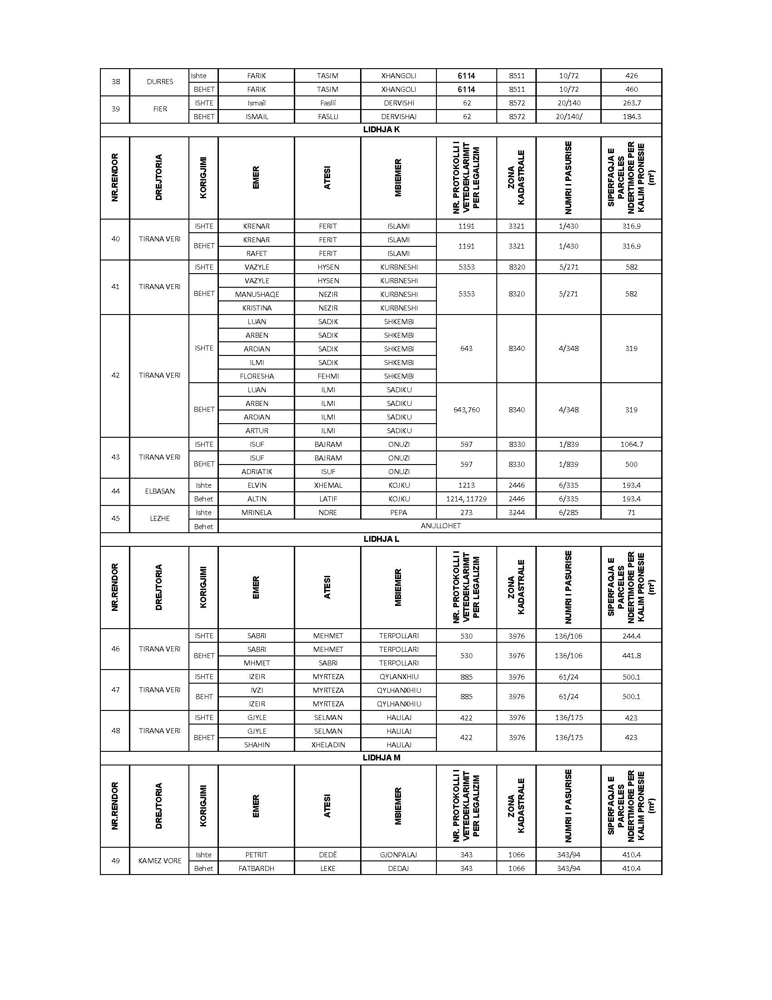 38 DURRES Ishte FARIK TASIM XHANGOLI 6114 8511 10/72 426
BEHET FARIK TASIM XHANGOLI 6114 8511 10/72 460
39 FIER ISHTE Ismail Faslli DERVISHI 62 8572 20/140 263.7
BEHET ISMAIL FASLLI DERVISHAJ 62 8572 20/140/ 184.3
LIDHJA K
NR.RENDOR
DREJTORIA
KORIGJIMI
EMER
ATESI
MBIEMER
NR. PROTOKOLLI I
VETEDEKLARIMIT
PER LEGALIZIM
ZONA
KADASTRALE
NUMRI I PASURISE
SIPERFAQJA E
PARCELES
NDERTIMORE PER
KALIM PRONESIE
(m²)
40 TIRANA VERI ISHTE KRENAR FERIT ISLAMI 1191 3321 1/430 316.9
BEHET KRENAR FERIT ISLAMI 1191 3321 1/430 316.9
RAFET FERIT ISLAMI
41 TIRANA VERI ISHTE VAZYLE HYSEN KURBNESHI 5353 8320 5/271 582
BEHET VAZYLE HYSEN KURBNESHI 5353 8320 5/271 582
MANUSHAQE NEZIR KURBNESHI
KRISTINA NEZIR KURBNESHI
42 TIRANA VERI ISHTE LUAN SADIK SHKEMBI 643 8340 4/348 319
ARBEN SADIK SHKEMBI
ARDIAN SADIK SHKEMBI
ILMI SADIK SHKEMBI
FLORESHA FEHMI SHKEMBI
BEHET LUAN ILMI SADIKU 643,760 8340 4/348 319
ARBEN ILMI SADIKU
ARDIAN ILMI SADIKU
ARTUR ILMI SADIKU
43 TIRANA VERI ISHTE ISUF BAJRAM ONUZI 597 8330 1/839 1064.7
BEHET ISUF BAJRAM ONUZI 597 8330 1/839 500
ADRIATIK ISUF ONUZI
44 ELBASAN Ishte ELVIN XHEMAL KOJKU 1213 2446 6/335 193.4
Behet ALTIN LATIF KOJKU 1214, 11729 2446 6/335 193.4
45 LEZHE Ishte MRINELA NDRE PEPA 273 3244 6/285 71
Behet ANULLOHET
LIDHJA L
NR.RENDOR
DREJTORIA
KORIGJIMI
EMER
ATESI
MBIEMER
NR. PROTOKOLLI I
VETEDEKLARIMIT
PER LEGALIZIM
ZONA
KADASTRALE
NUMRI I PASURISE
SIPERFAQJA E
PARCELES
NDERTIMORE PER
KALIM PRONESIE
(m²)
46 TIRANA VERI ISHTE SABRI MEHMET TERPOLLARI 530 3976 136/106 244.4
BEHET SABRI MEHMET TERPOLLARI 530 3976 136/106 441.8
MHMET SABRI TERPOLLARI
47 TIRANA VERI ISHTE IZEIR MYRTEZA QYLANXHIU 885 3976 61/24 500.1
BEHT IVZI MYRTEZA QYLHANXHIU 885 3976 61/24 500.1
IZEIR MYRTEZA QYLHANXHIU
48 TIRANA VERI ISHTE GJYLE SELMAN HALILAJ 422 3976 136/175 423
BEHET GJYLE SELMAN HALILAJ 422 3976 136/175 423
SHAHIN XHELADIN HALILAJ
LIDHJA M
NR.RENDOR
DREJTORIA
KORIGJIMI
EMER
ATESI
MBIEMER
NR. PROTOKOLLI I
VETEDEKLARIMIT
PER LEGALIZIM
ZONA
KADASTRALE
NUMRI I PASURISE
SIPERFAQJA E
PARCELES
NDERTIMORE PER
KALIM PRONESIE
(m²)
49 KAMEZ VORE Ishte PETRIT DEDË GJONPALAJ 343 1066 343/94 410.4
Behet FATBARDH LEKE DEDAJ 343 1066 343/94 410.4